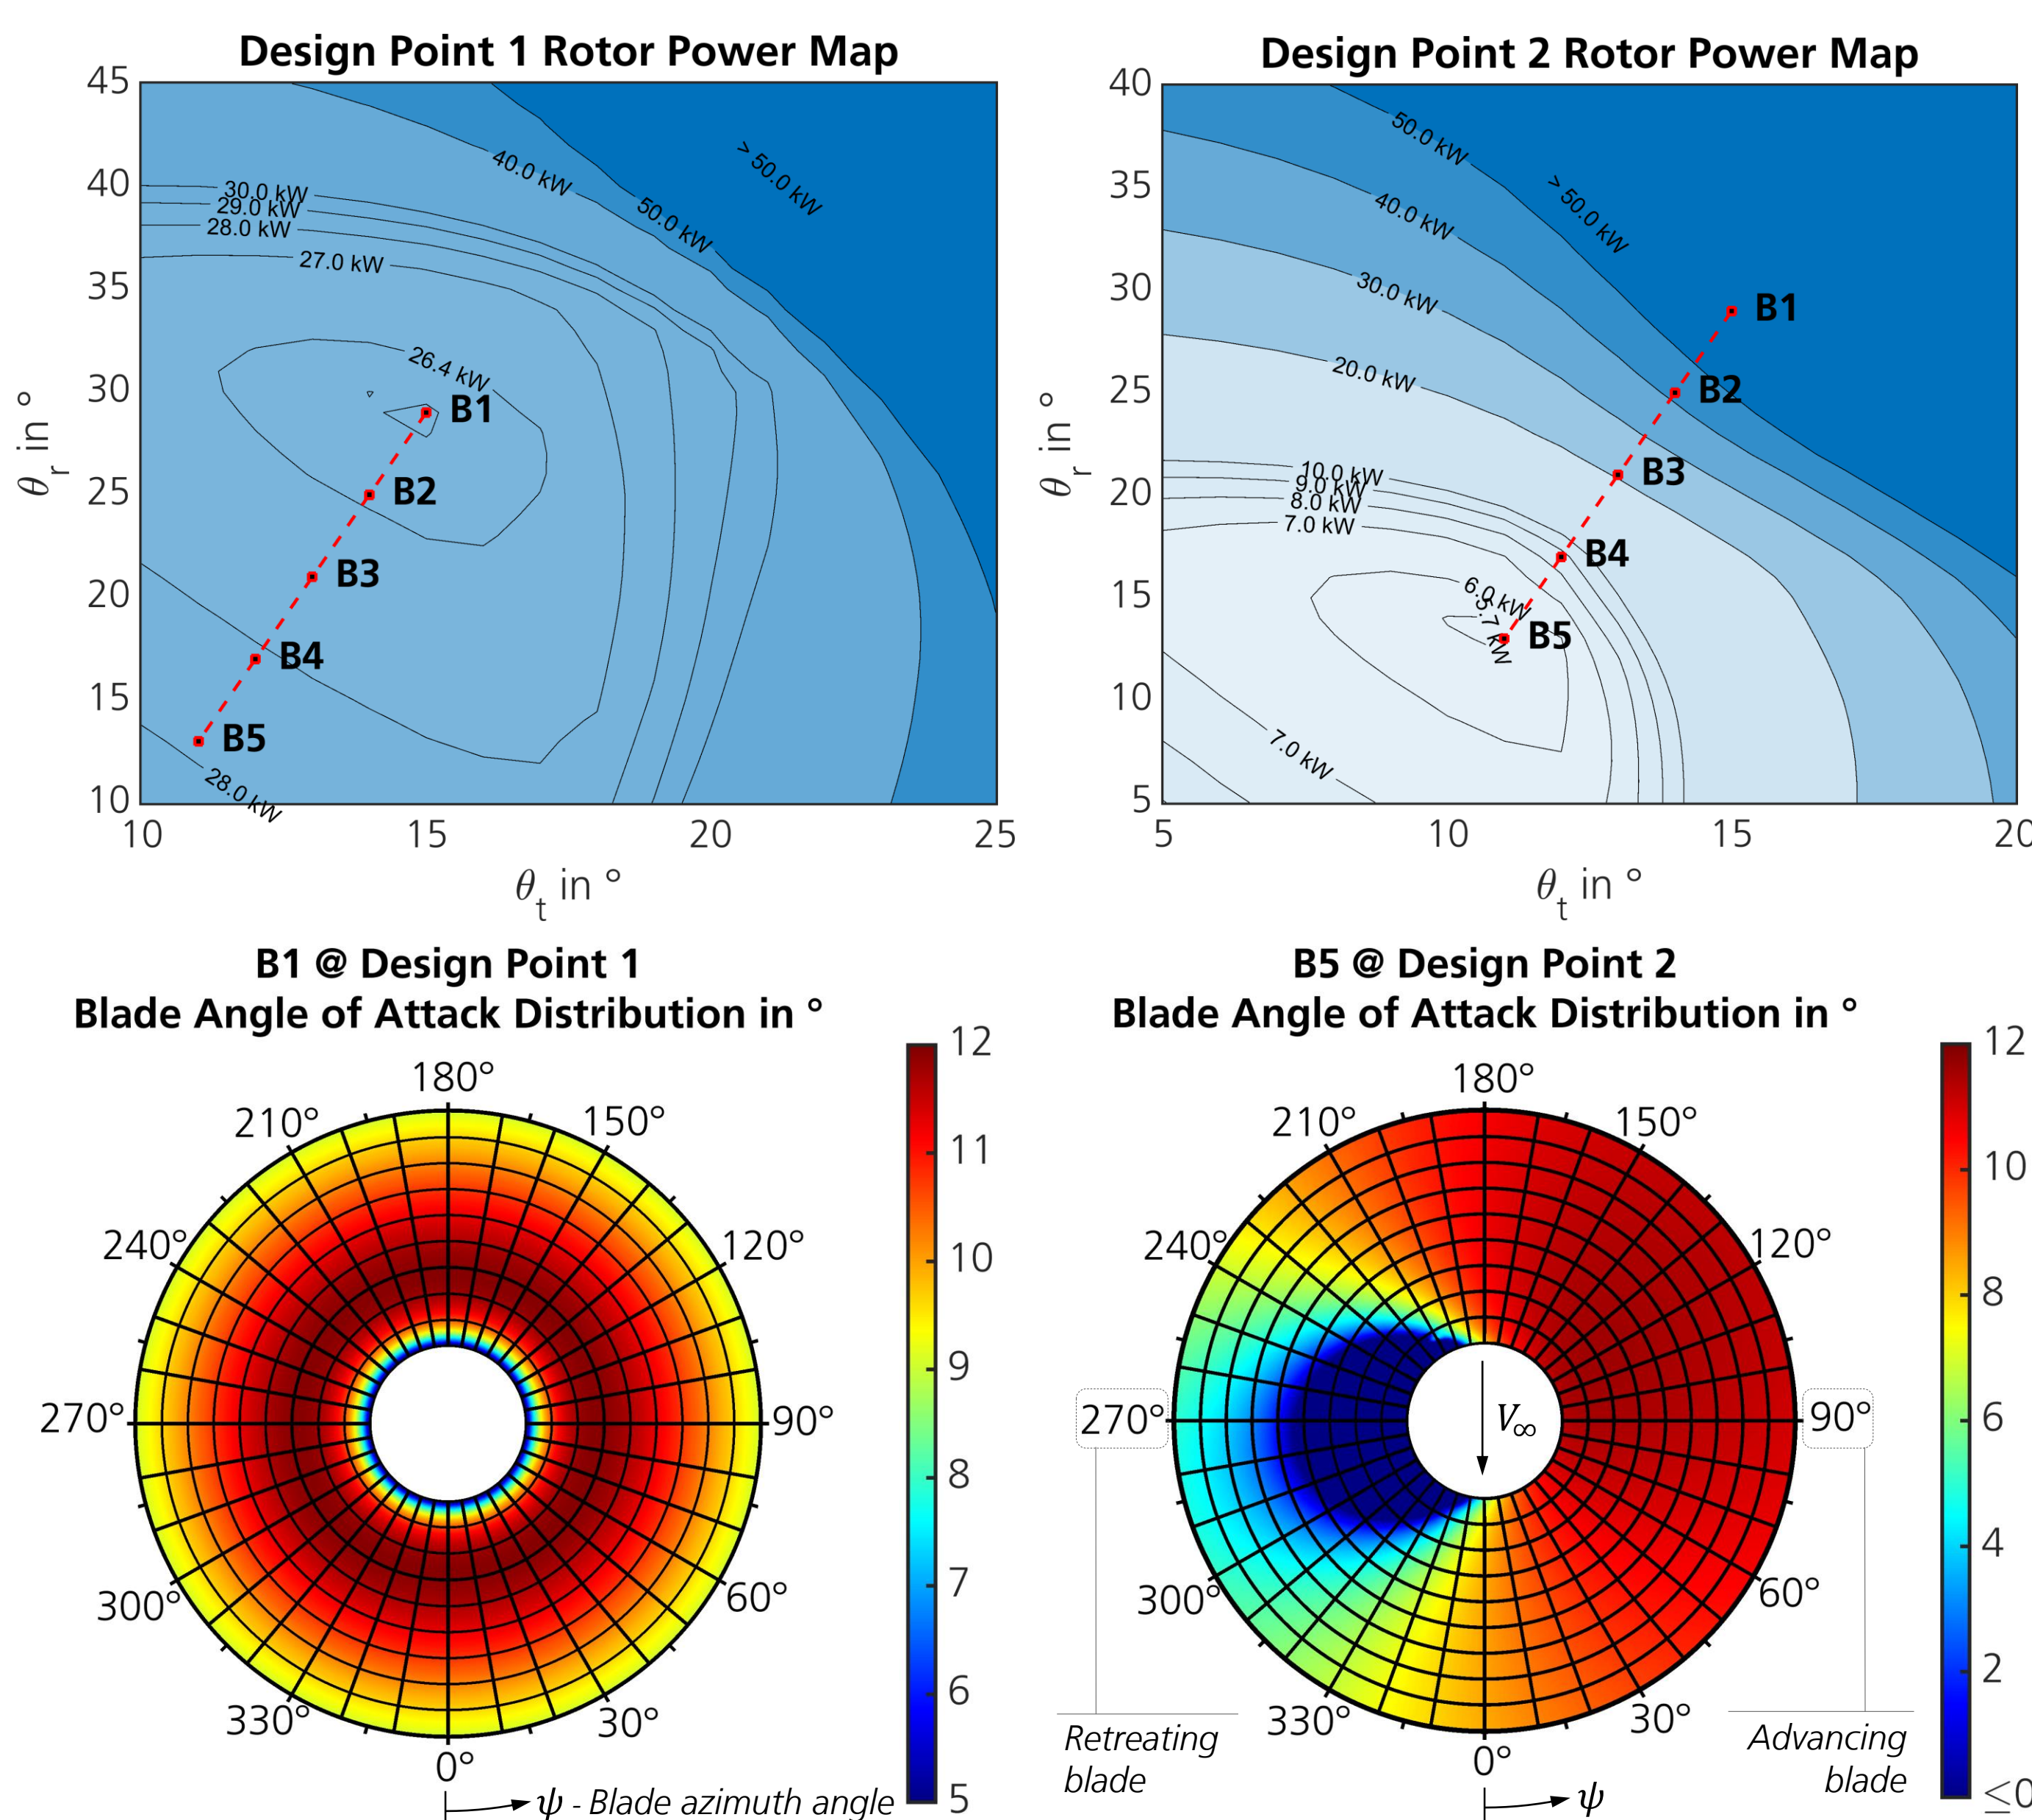 Design Point 1 Rotor Power Map
45
40
35
30
25
20
15
10
θr in °
10 15 20 25
θt in °
> 50.0 kW
50.0 kW
40.0 kW
30.0 kW
29.0 kW
28.0 kW
27.0 kW
26.4 kW
28.0 kW
B1
B2
B3
B4
B5
Design Point 2 Rotor Power Map
40
35
30
25
20
15
10
5
θr in °
5 10 15 20
θt in °
50.0 kW
> 50.0 kW
40.0 kW
30.0 kW
20.0 kW
10.0 kW
9.0 kW
8.0 kW
7.0 kW
6.0 kW
5.7 kW
7.0 kW
B1
B2
B3
B4
B5
B1 @ Design Point 1
Blade Angle of Attack Distribution in °
180°
210° 150°
240° 120°
270° 90°
300° 60°
330° 30°
0°
ψ - Blade azimuth angle
12
11
10
9
8
7
6
5
B5 @ Design Point 2
Blade Angle of Attack Distribution in °
180°
210° 150°
240° 120°
270° V∞ 90°
300° 60°
330° 30°
0°
Retreating
blade
Advancing
blade
ψ
12
10
8
6
4
2
≤0